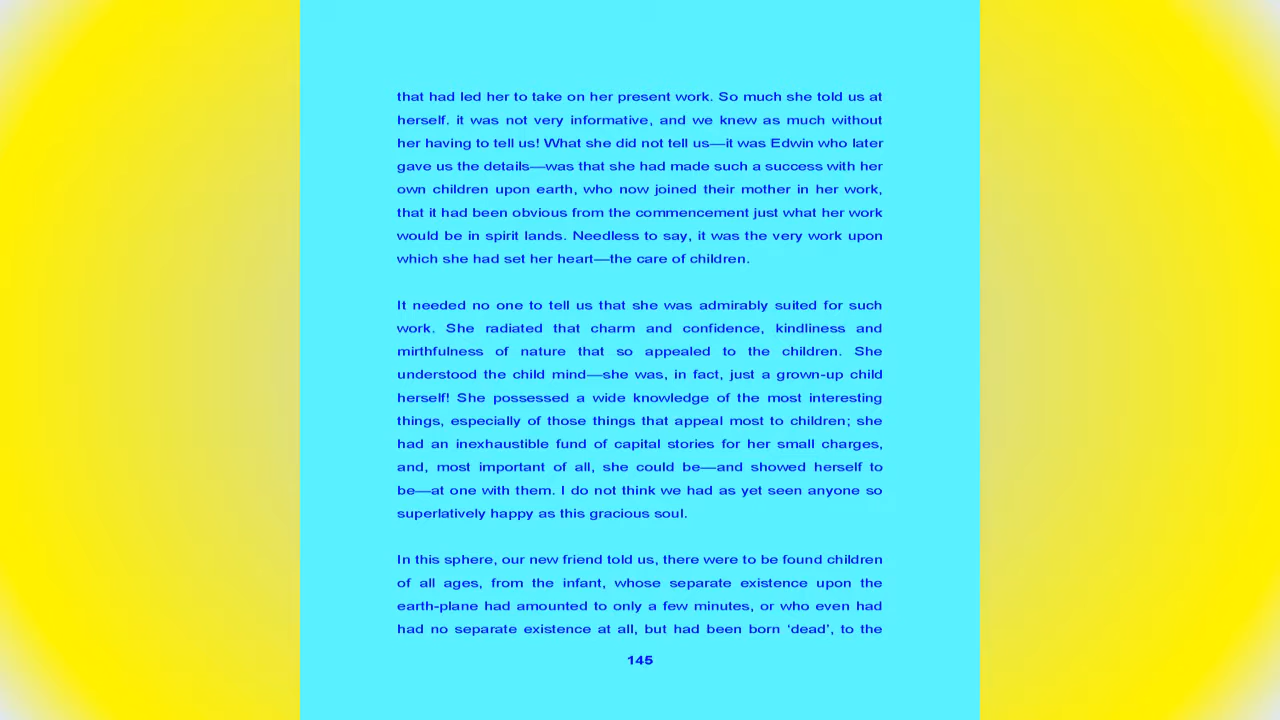 that had led her to take on her present work. So much she told us at
herself. it was not very informative, and we knew as much without
her having to tell us! What she did not tell us—it was Edwin who later
gave us the details—was that she had made such a success with her
own children upon earth, who now joined their mother in her work,
that it had been obvious from the commencement just what her work
would be in spirit lands. Needless to say, it was the very work upon
which she had set her heart—the care of children.
It needed no one to tell us that she was admirably suited for such
work. She radiated that charm and confidence, kindliness and
mirthfulness of nature that so appealed to the children. She
understood the child mind—she was, in fact, just a grown-up child
herself! She possessed a wide knowledge of the most interesting
things, especially of those things that appeal most to children; she
had an inexhaustible fund of capital stories for her small charges,
and, most important of all, she could be—and showed herself to
be—at one with them. I do not think we had as yet seen anyone so
superlatively happy as this gracious soul.
In this sphere, our new friend told us, there were to be found children
of all ages, from the infant, whose separate existence upon the
earth-plane had amounted to only a few minutes, or who even had
had no separate existence at all, but had been born ‘dead’, to the
145